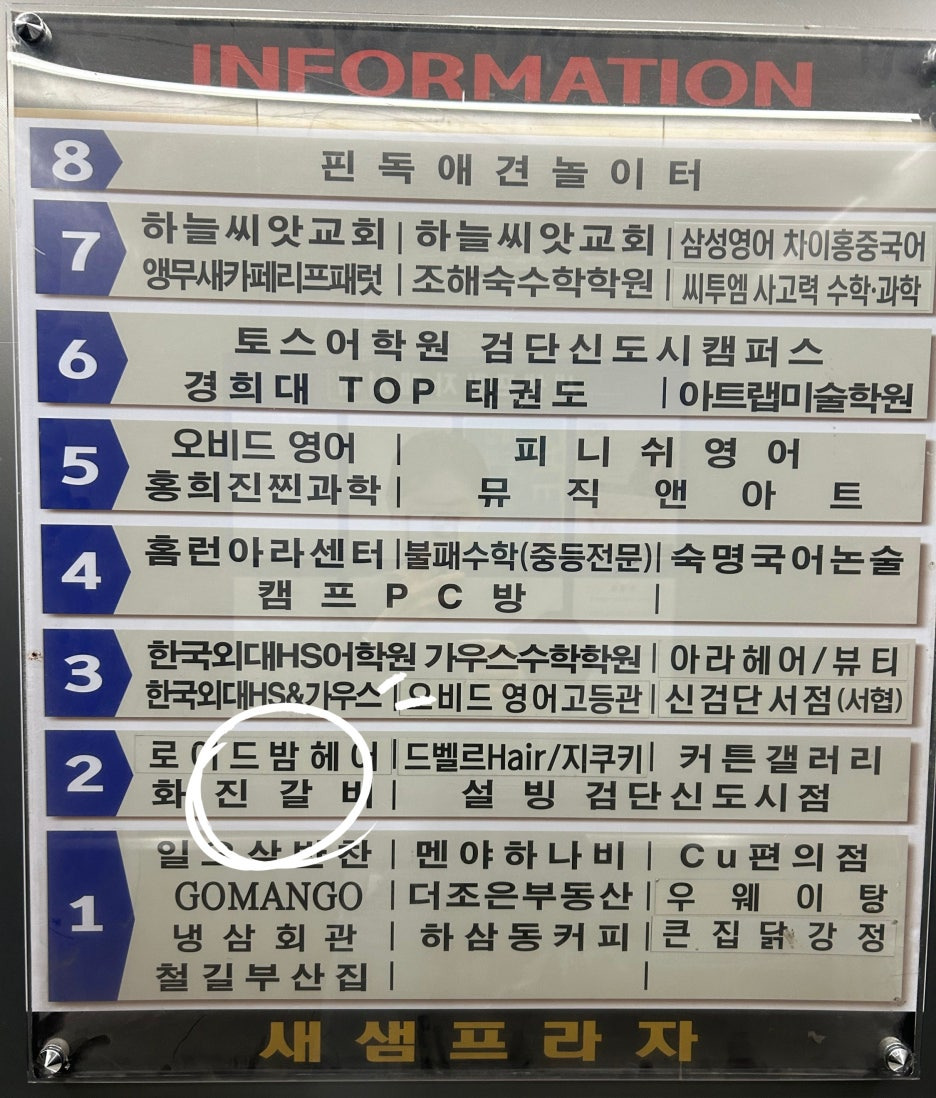 INFORMATION
8 핀독애견놀이터
7 하늘씨앗교회 | 하늘씨앗교회 | 삼성영어 차이홍중국어
앵무새카페리프패럿 | 조해숙수학학원 | 씨투엠 사고력 수학·과학
6 토스어학원 검단신도시캠퍼스
경희대 TOP 태권도 | 아트랩미술학원
5 오비드 영어 | 피니쉬영어
홍희진찐과학 | 뮤직앤아트
4 홈런아라센터 | 불패수학(중등전문) | 숙명국어논술
캠프PC방 |
3 한국외대HS어학원 가우스수학학원 | 아라헤어/뷰티
한국외대HS&가우스 | 오비드 영어고등관 | 신검단서점(서협)
2 로이드밤헤어 | 드벨르Hair/지쿠키 | 커튼갤러리
화진갈비 | 설빙검단신도시점
1 | 멘야하나비 | Cu편의점
GOMANGO | 더조은부동산 | 우웨이탕
냉삼회관 | 하삼동커피 | 큰집닭강정
철길부산집 |
새샘프라자